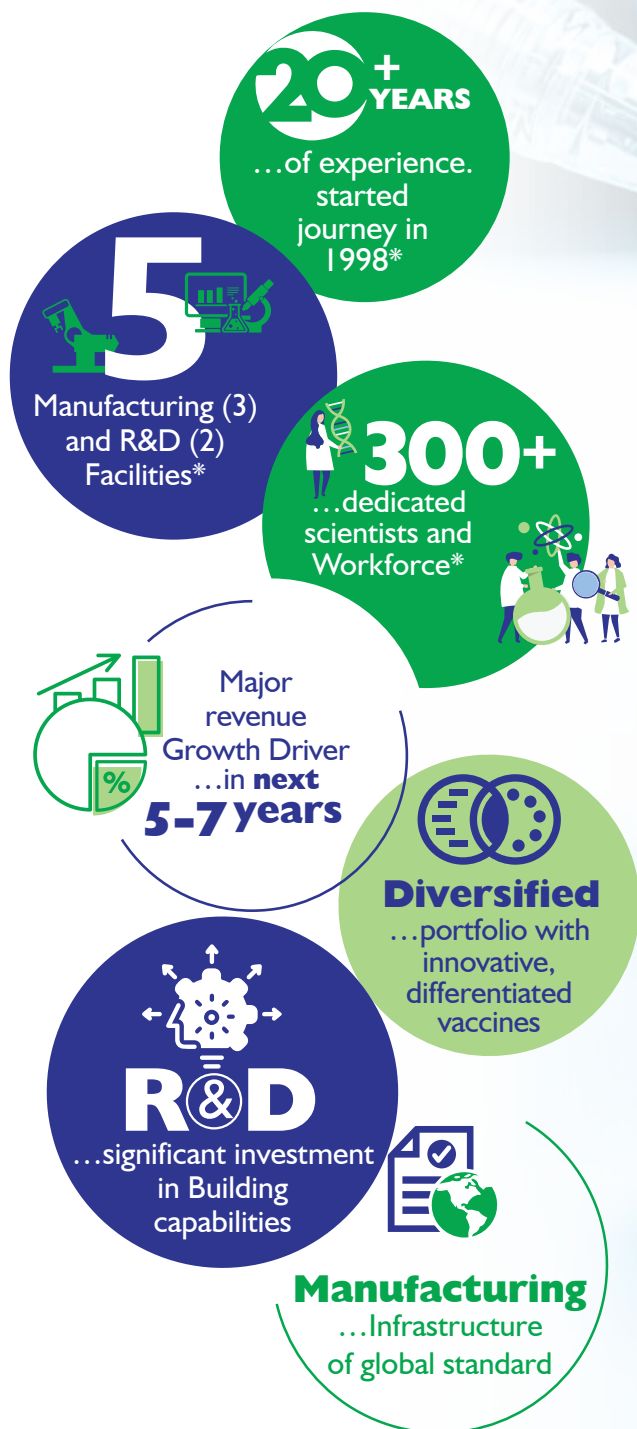 20+
YEARS
…of experience.
started
journey in
1998*
5
Manufacturing (3)
and R&D (2)
Facilities*
300+
…dedicated
scientists and
Workforce*
Major
revenue
Growth Driver
…in next
5-7 years
%
Diversified
…portfolio with
innovative,
differentiated
vaccines
R&D
…significant investment
in Building
capabilities
Manufacturing
…Infrastructure
of global standard